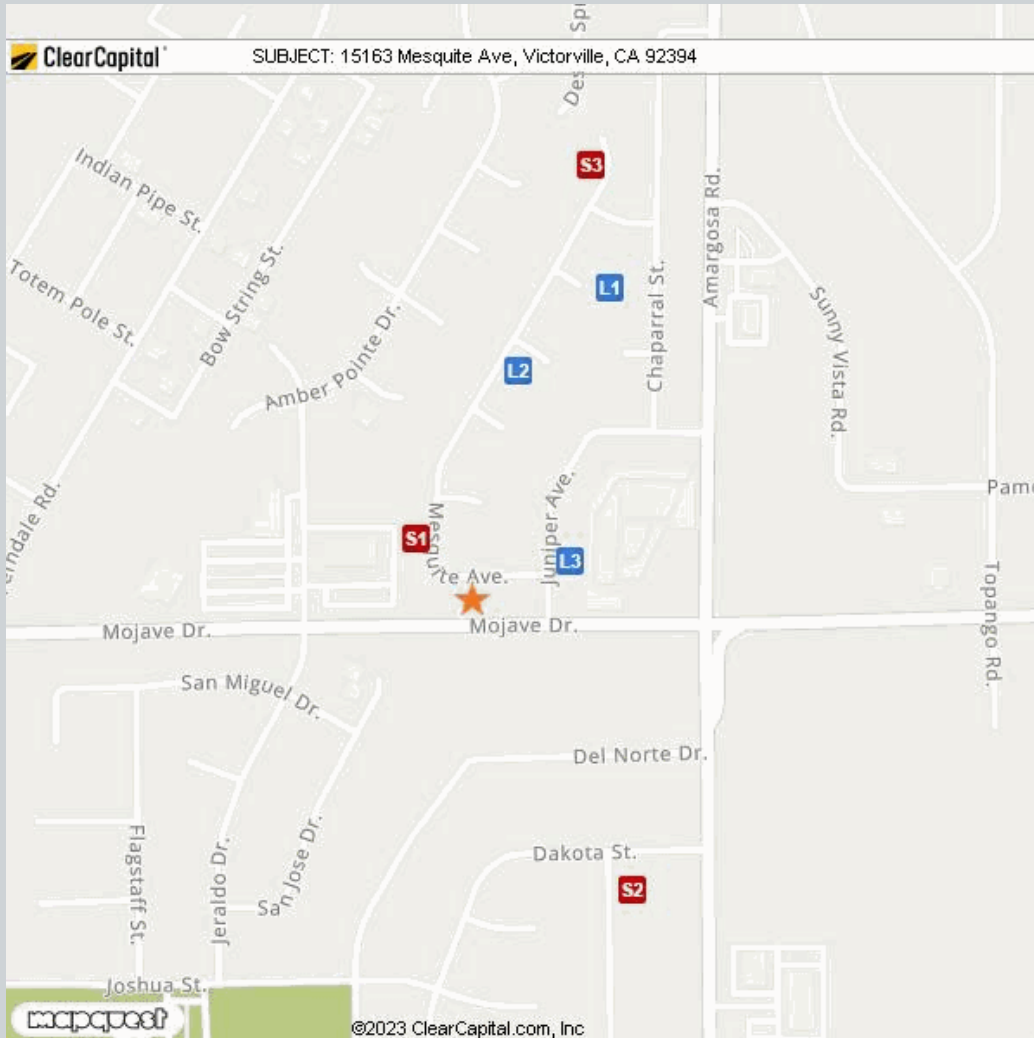 ClearCapital
SUBJECT: 15163 Mesquite Ave, Victorville, CA 92394
S3
Indian Pipe St.
Amargosa Rd.
Totem Pole St.
Bow String St.
L1
Chaparral St.
Sunny Vista Rd.
Amber Pointe Dr.
L2
Juniper Ave.
S1
Mesquite Ave.
L3
Topango Rd.
Mojave Dr.
Mojave Dr.
San Miguel Dr.
Del Norte Dr.
Flagstaff St.
Jeraldo Dr.
San Jose Dr.
Dakota St.
S2
Joshua St.
mapquest
©2023 ClearCapital.com, Inc